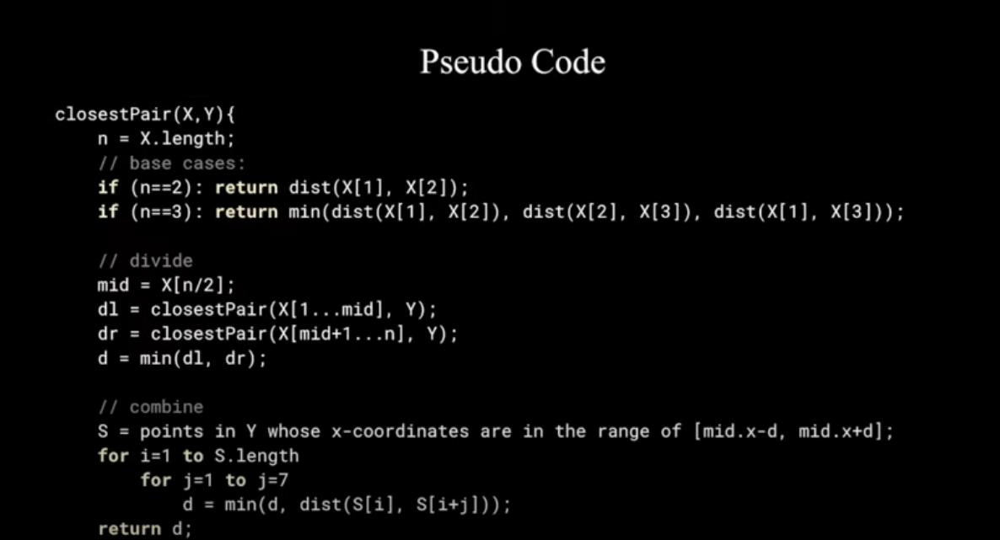 Pseudo Code
closestPair(X,Y){
    n = X.length;
    // base cases:
    if (n==2): return dist(X[1], X[2]);
    if (n==3): return min(dist(X[1], X[2]), dist(X[2], X[3]), dist(X[1], X[3]));
    // divide
    mid = X[n/2];
    dl = closestPair(X[1...mid], Y);
    dr = closestPair(X[mid+1...n], Y);
    d = min(dl, dr);
    // combine
    S = points in Y whose x-coordinates are in the range of [mid.x-d, mid.x+d];
    for i=1 to S.length
        for j=1 to j=7
            d = min(d, dist(S[i], S[i+j]));
    return d;